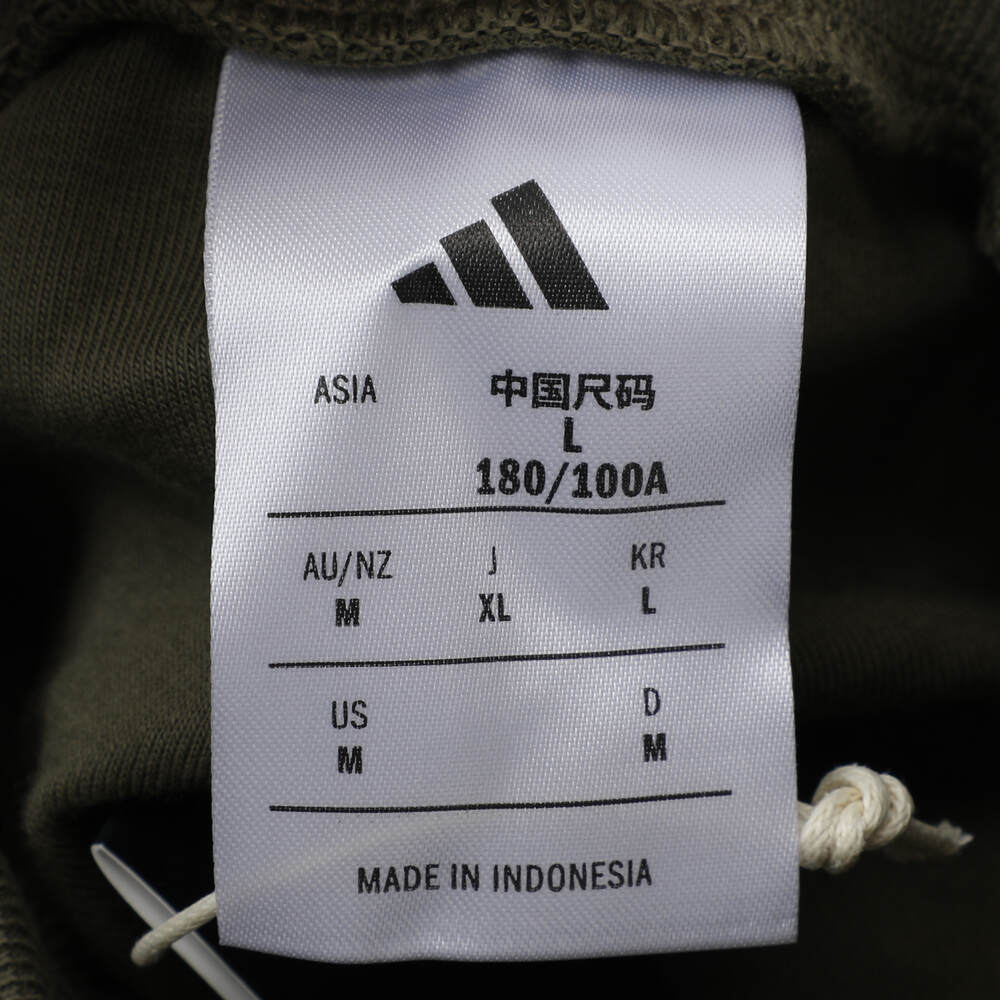 ASIA 中国尺码
L
180/100A
AU/NZ J KR
M XL L
US D
M M
MADE IN INDONESIA